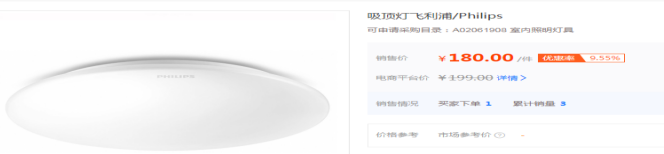 吸顶灯飞利浦/Philips
可申请采购目录：A02061908 室内照明灯具
PHILIPS
销售价 ￥180.00 /件 优惠率 9.55%
电商平台价 ￥199.00 详情>
销售情况 买家下单 1 累计销量 3
价格参考 市场参考价 -